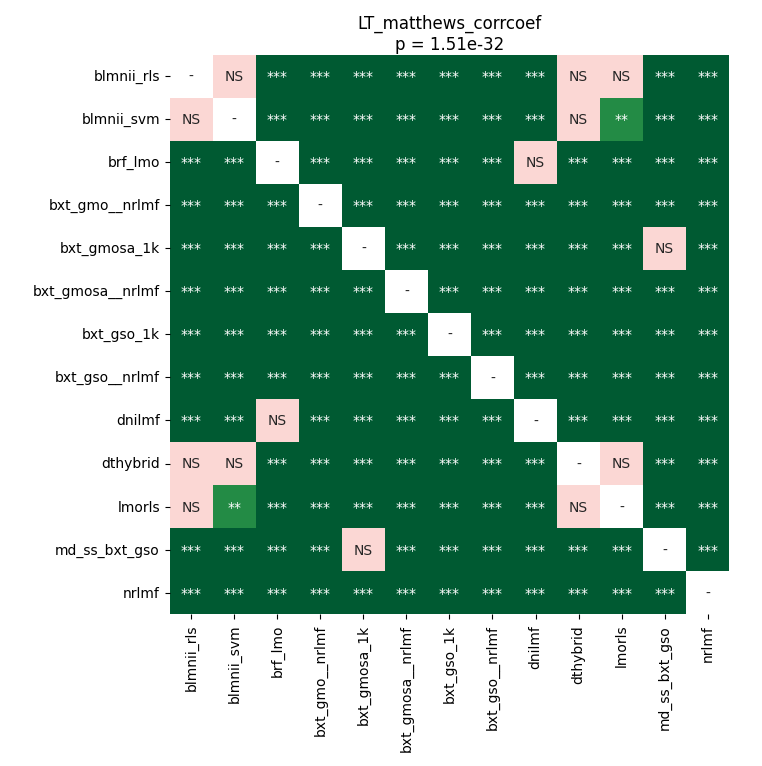 LT_matthews_corrcoef
p = 1.51e-32
blmnii_rls - NS *** *** *** *** *** *** *** NS NS *** ***
blmnii_svm NS - *** *** *** *** *** *** *** NS ** *** ***
brf_lmo *** *** - *** *** *** *** *** NS *** *** *** ***
bxt_gmo__nrlmf *** *** *** - *** *** *** *** *** *** *** *** ***
bxt_gmosa_1k *** *** *** *** - *** *** *** *** *** *** NS ***
bxt_gmosa__nrlmf *** *** *** *** *** - *** *** *** *** *** *** ***
bxt_gso_1k *** *** *** *** *** *** - *** *** *** *** *** ***
bxt_gso__nrlmf *** *** *** *** *** *** *** - *** *** *** *** ***
dnilmf *** *** NS *** *** *** *** *** - *** *** *** ***
dthybrid NS NS *** *** *** *** *** *** *** - NS *** ***
lmorls NS ** *** *** *** *** *** *** *** NS - *** ***
md_ss_bxt_gso *** *** *** *** NS *** *** *** *** *** *** - ***
nrlmf *** *** *** *** *** *** *** *** *** *** *** *** -
blmnii_rls
blmnii_svm
brf_lmo
bxt_gmo__nrlmf
bxt_gmosa_1k
bxt_gmosa__nrlmf
bxt_gso_1k
bxt_gso__nrlmf
dnilmf
dthybrid
lmorls
md_ss_bxt_gso
nrlmf